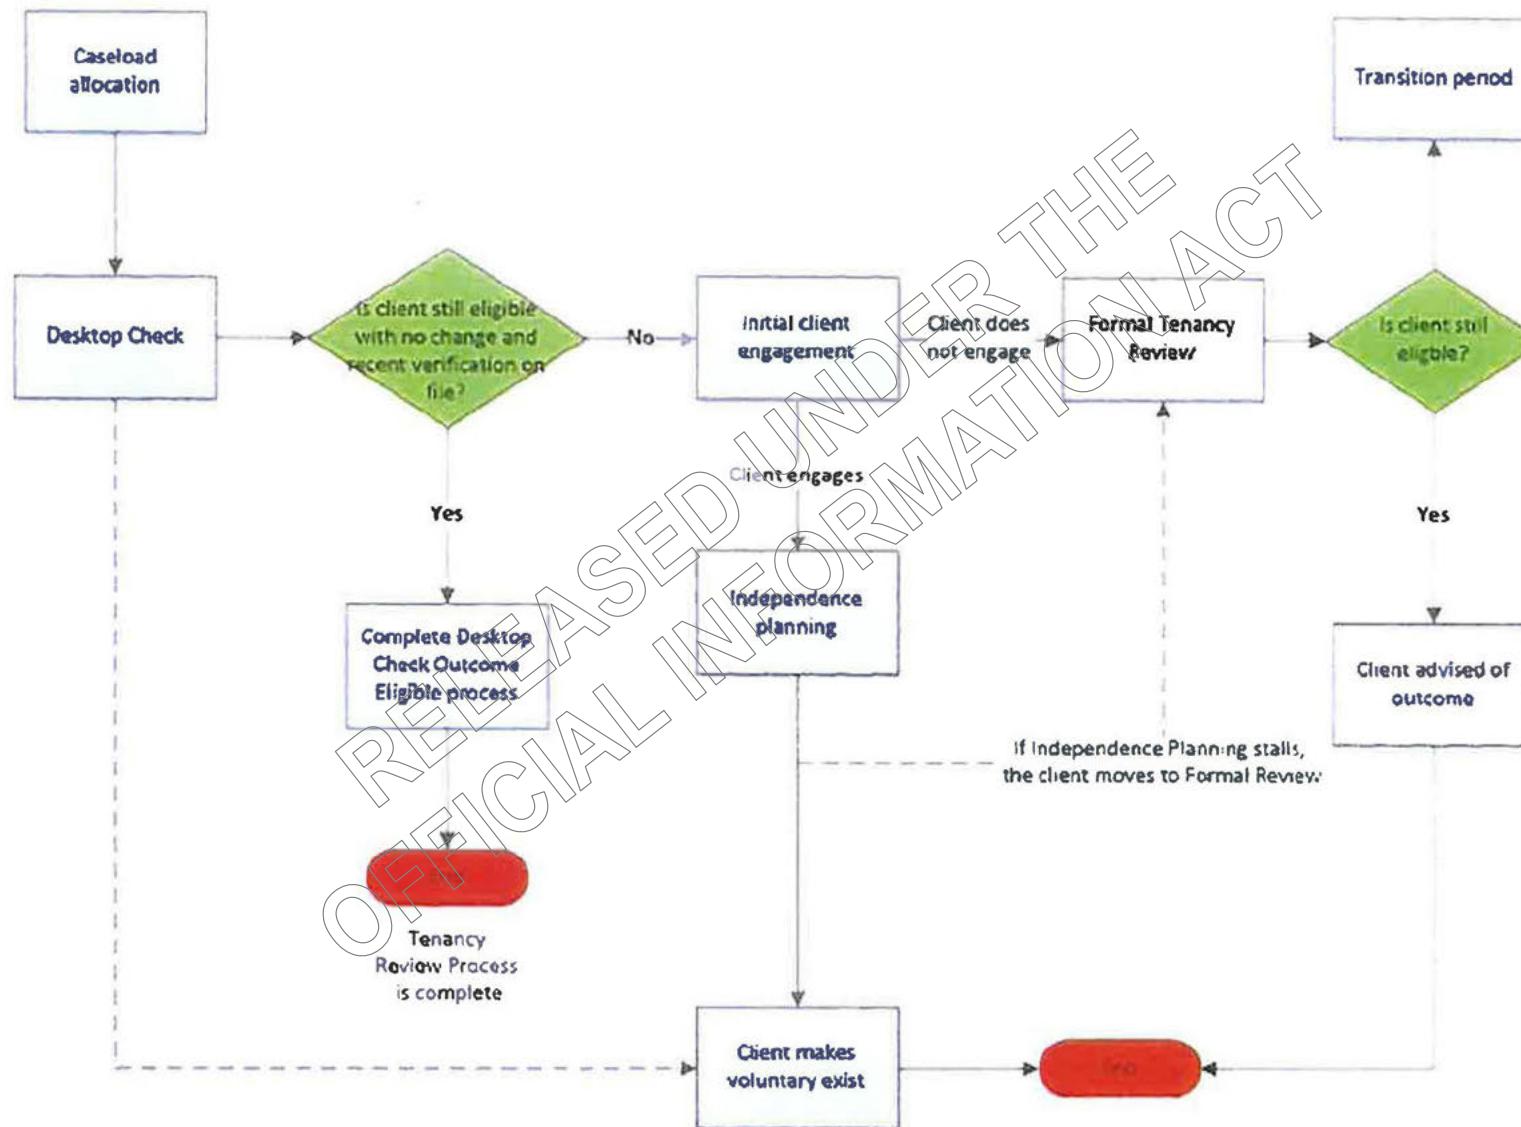 Caseload
allocation
Transition period
Desktop Check
Is client still eligible
with no change and
recent verification on
file?
No
Initial client
engagement
Client does
not engage
Formal Tenancy
Review
Is client still
eligble?
Client engages
Yes
Yes
Independence
planning
Complete Desktop
Check Outcome
Eligible process
Client advised of
outcome
If Independence Planning stalls,
the client moves to Formal Review
End
Tenancy
Review Process
is complete
Client makes
voluntary exist
End
RELEASED UNDER THE
OFFICIAL INFORMATION ACT